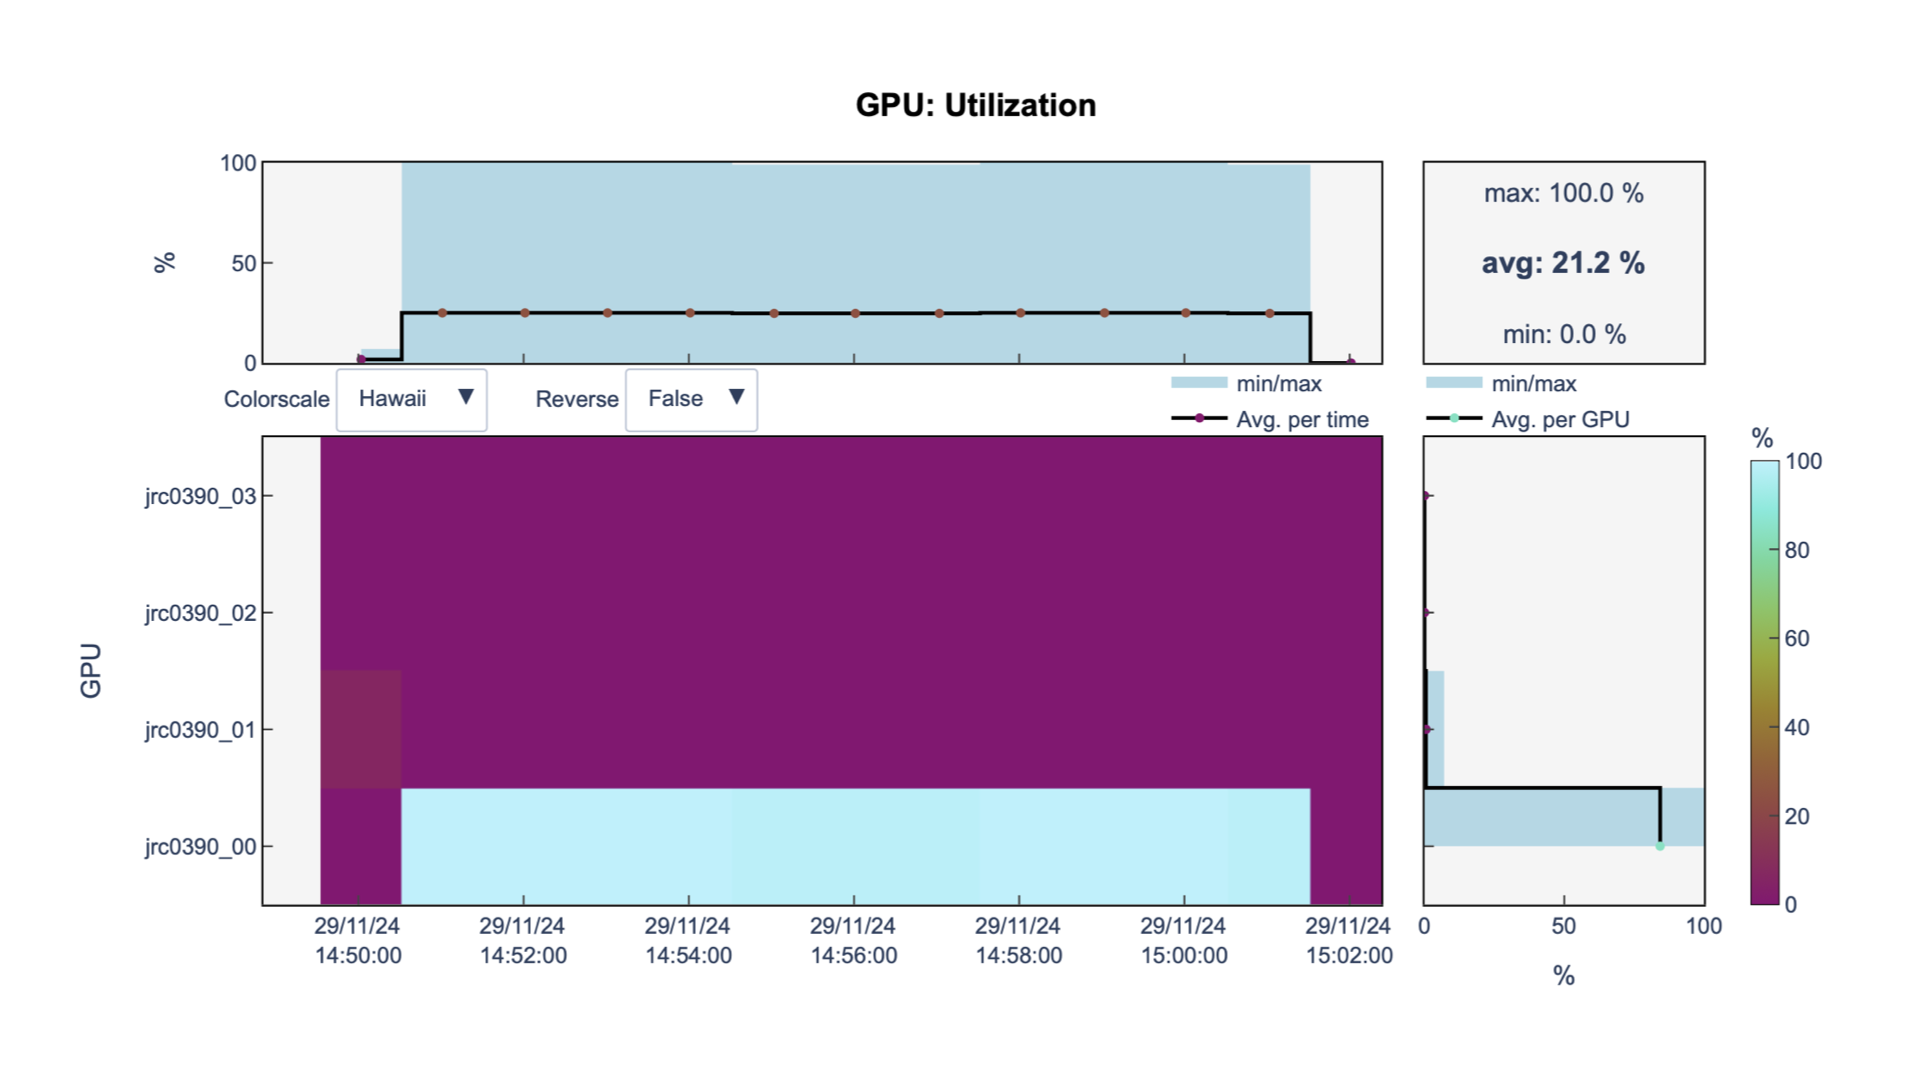 GPU: Utilization
100
50
0
%
max: 100.0 %
avg: 21.2 %
min: 0.0 %
Colorscale Hawaii ▼ Reverse False ▼
min/max
Avg. per time
min/max
Avg. per GPU
GPU
jrc0390_03
jrc0390_02
jrc0390_01
jrc0390_00
29/11/24 29/11/24 29/11/24 29/11/24 29/11/24 29/11/24 29/11/24
14:50:00 14:52:00 14:54:00 14:56:00 14:58:00 15:00:00 15:02:00
0 50 100
%
%
100
80
60
40
20
0